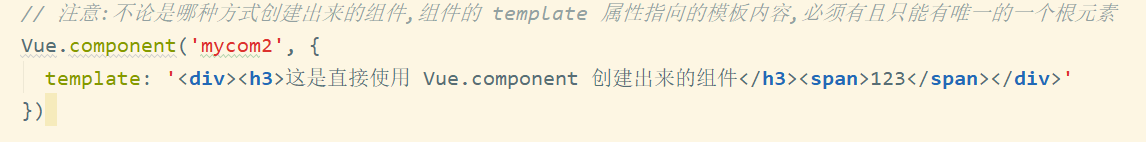 // 注意:不论是哪种方式创建出来的组件,组件的 template 属性指向的模板内容,必须有且只能有唯一的一个根元素
Vue.component('mycom2', {
  template: '<div><h3>这是直接使用 Vue.component 创建出来的组件</h3><span>123</span></div>'
})